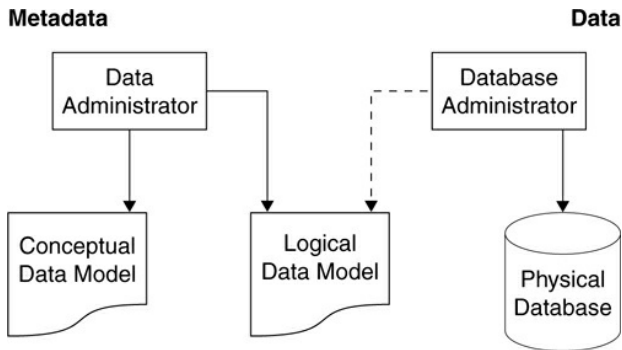 Metadata
Data
Data
Administrator
Database
Administrator
Conceptual
Data Model
Logical
Data Model
Physical
Database